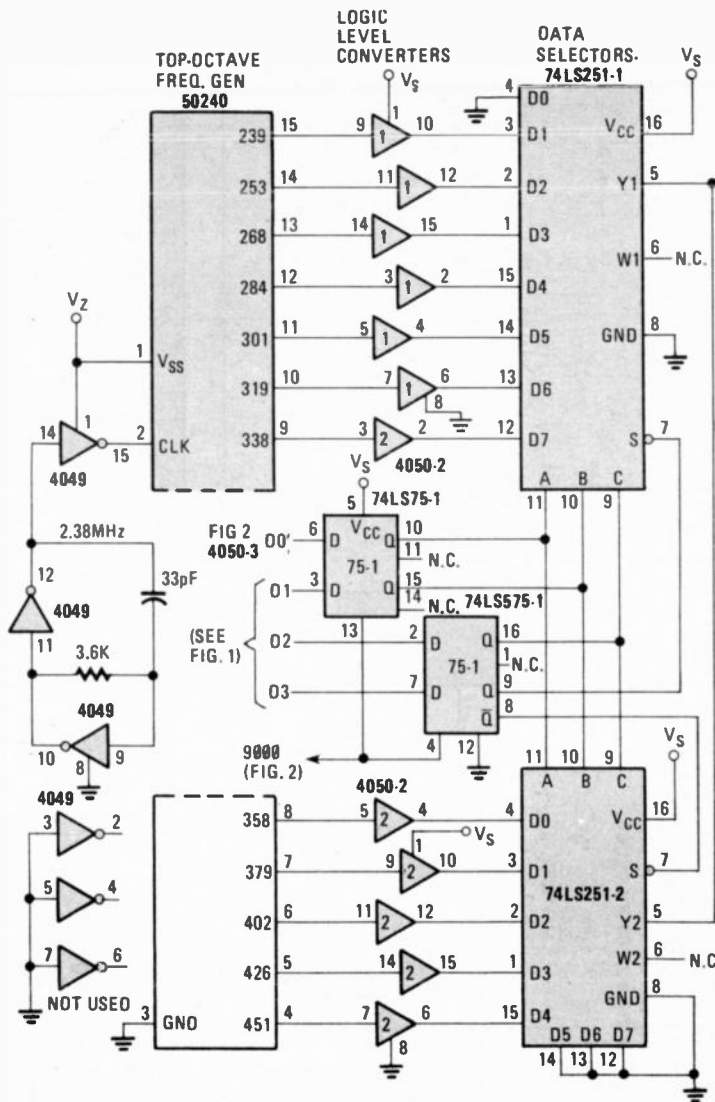 LOGIC
LEVEL
CONVERTERS
DATA
SELECTORS-
74LS251-1
TOP-OCTAVE
FREQ. GEN
50240
VS
VS
239
15
9
1
1
10
4
D0
3
D1
VCC
16
253
14
11
1
12
2
D2
Y1
5
268
13
14
1
15
1
D3
W1
6
N.C.
284
12
3
1
2
15
D4
GND
8
301
11
5
1
4
14
D5
319
10
7
1
6
8
13
D6
338
9
3
2
2
12
D7
S
7
4050-2
VZ
1
VSS
14
1
15
2
CLK
4049
2.38MHz
12
33pF
4049
11
3.6K
4049
10
8
9
A
B
C
11
10
9
VS
74LS75-1
5
FIG 2
4050-3
D0'
6
D
VCC
Q
10
11
N.C.
75-1
D1
3
D
Q
15
14
N.C.
74LS575-1
13
(SEE
FIG. 1)
D2
2
D
Q
16
1
N.C.
75-1
D3
7
D
Q
9
Q
8
4
12
9000
(FIG. 2)
4050-2
11
10
9
A
B
C
VS
4049
3
2
358
8
5
2
4
4
D0
VCC
16
379
7
9
2
1
VS
10
3
D1
S
7
74LS251-2
5
4
402
6
11
2
12
2
D2
Y2
5
426
5
14
2
15
1
D3
W2
6
N.C
7
6
NOT USED
3
GND
451
4
7
2
6
8
15
D4
GND
8
D5
D6
D7
14
13
12